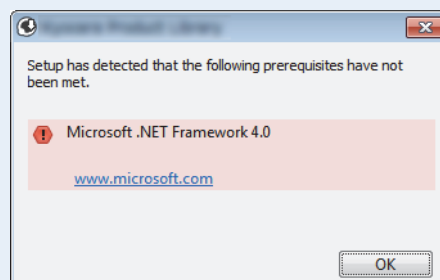 Setup has detected that the following prerequisites have not
been met.
Microsoft .NET Framework 4.0
www.microsoft.com
OK